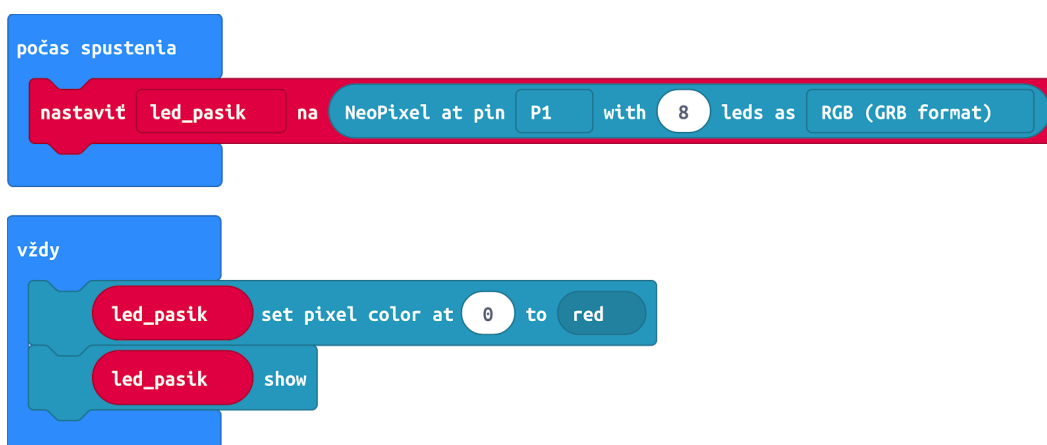 počas spustenia
nastaviť led_pasik na NeoPixel at pin P1 with 8 leds as RGB (GRB format)
vždy
led_pasik set pixel color at 0 to red
led_pasik show